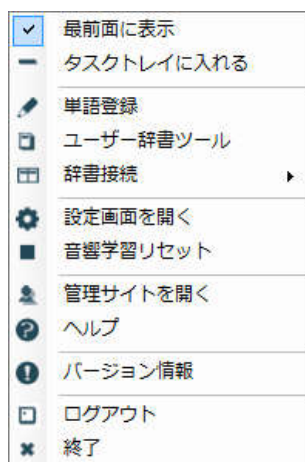 最前面に表示
タスクトレイに入れる
単語登録
ユーザー辞書ツール
辞書接続
設定画面を開く
音響学習リセット
管理サイトを開く
ヘルプ
バージョン情報
ログアウト
終了